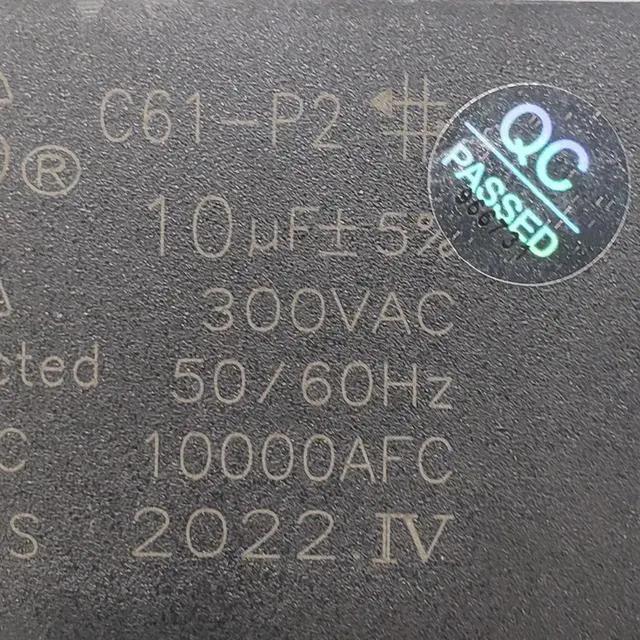 C61-P2
®
QC
PASSED
10µF±5%
300VAC
cted 50/60Hz
C 10000AFC
S 2022.IV